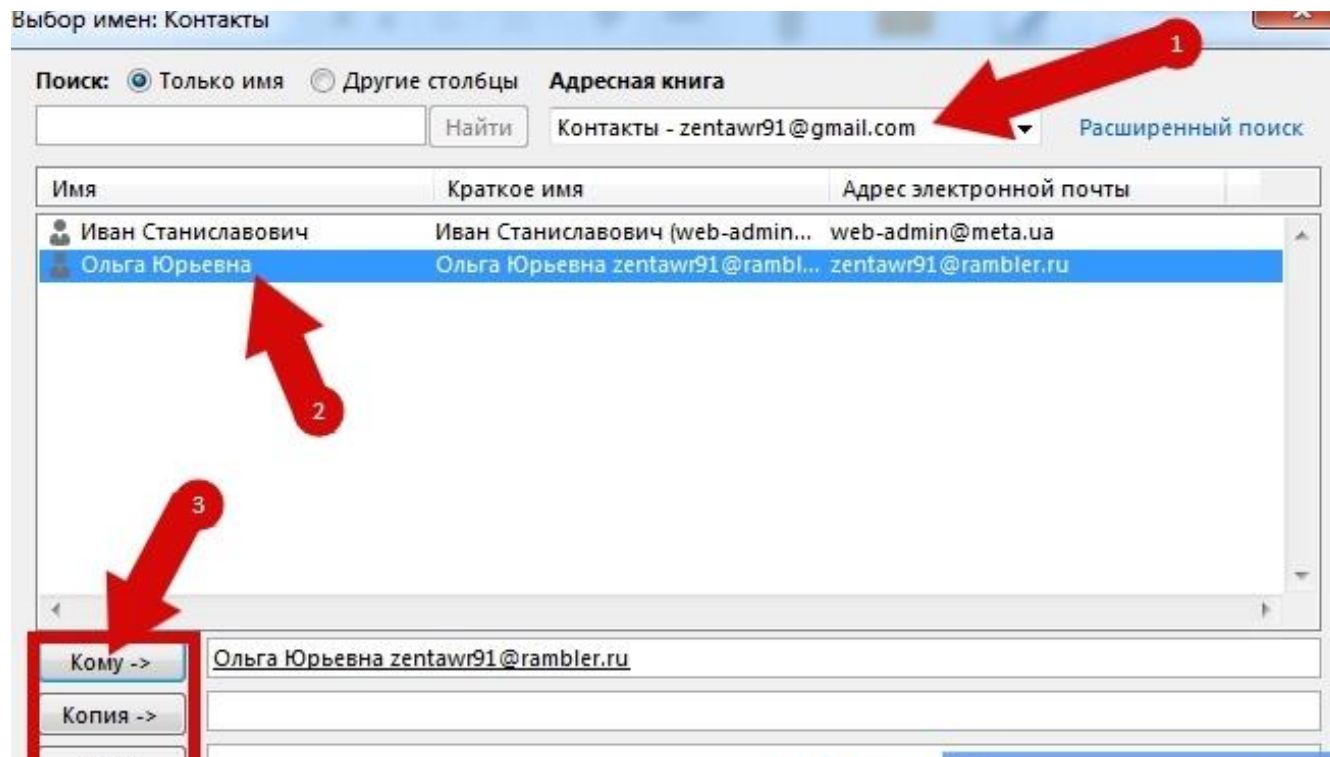 Выбор имен: Контакты
1
Поиск: Только имя Другие столбцы Адресная книга
Найти Контакты - zentawr91@gmail.com Расширенный поиск
Имя Краткое имя Адрес электронной почты
Иван Станиславович Иван Станиславович (web-admin... web-admin@meta.ua
Ольга Юрьевна Ольга Юрьевна zentawr91@rambl... zentawr91@rambler.ru
2
3
Кому -> Ольга Юрьевна zentawr91@rambler.ru
Копия ->